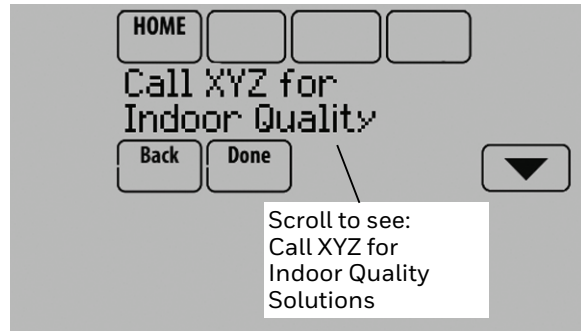 HOME
Call XYZ for
Indoor Quality
Back Done
Scroll to see:
Call XYZ for
Indoor Quality
Solutions